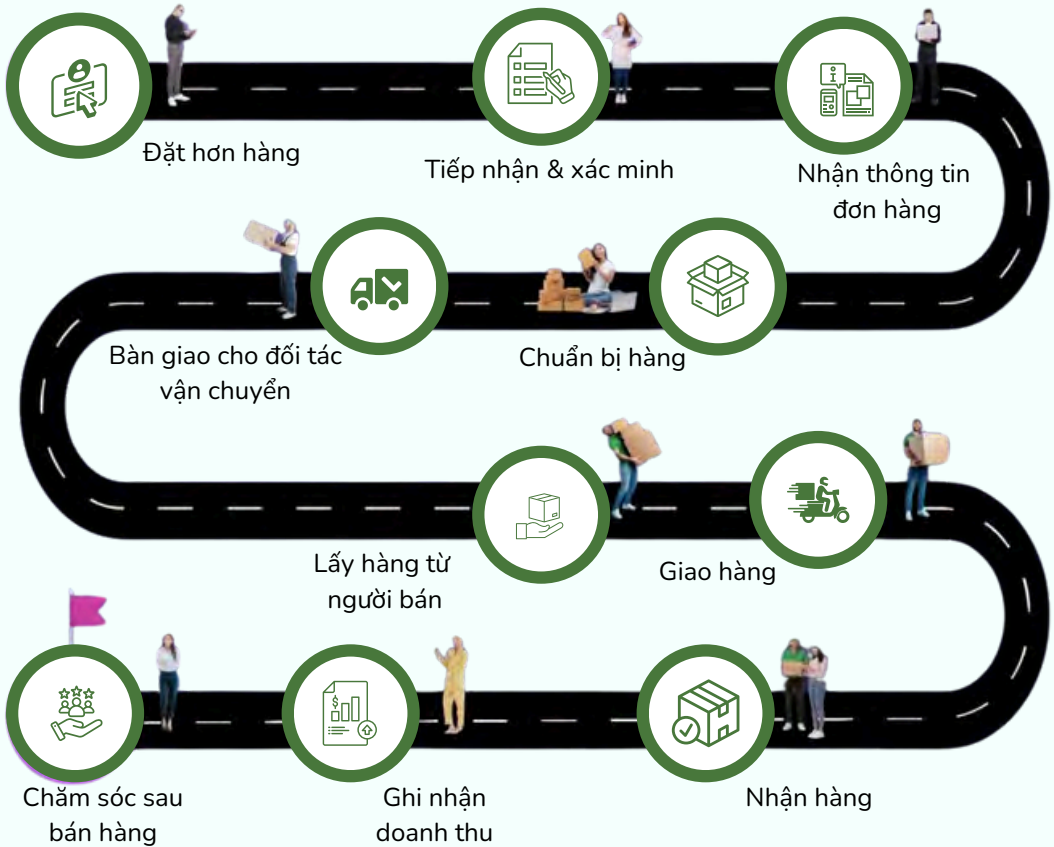 Đặt hơn hàng
Tiếp nhận & xác minh
Nhận thông tin
đơn hàng
Chuẩn bị hàng
Bàn giao cho đối tác
vận chuyển
Lấy hàng từ
người bán
Giao hàng
Nhận hàng
Ghi nhận
doanh thu
Chăm sóc sau
bán hàng